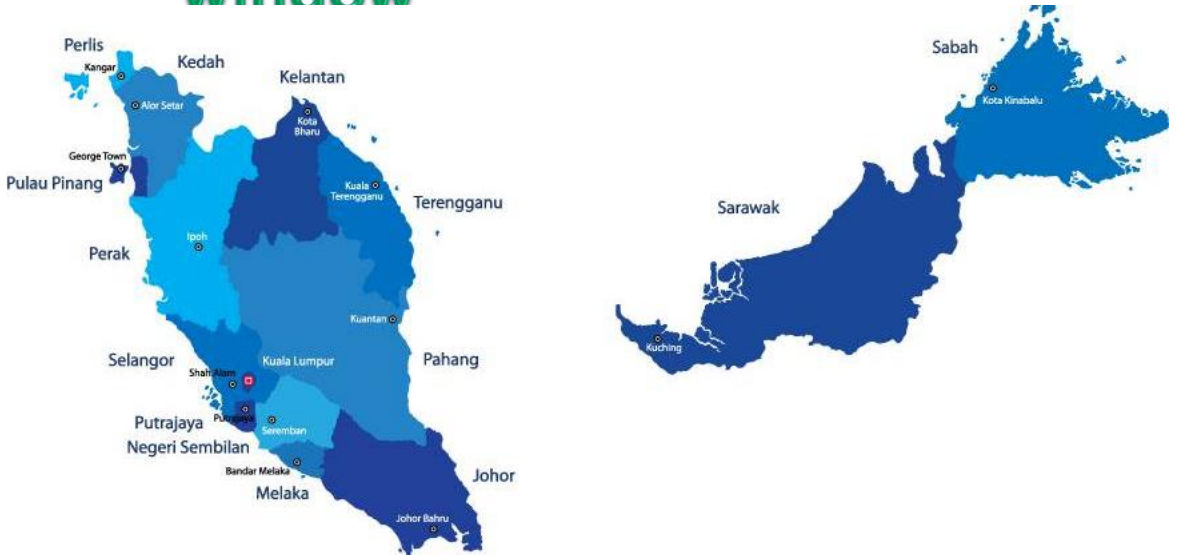 window
Perlis
Kangar
Kedah
Alor Setar
Kelantan
Kota
Bharu
George Town
Pulau Pinang
Kuala
Terengganu
Terengganu
Ipoh
Perak
Kuantan
Selangor
Kuala Lumpur
Pahang
Shah Alam
Putrajaya
Putrajaya
Seremban
Negeri Sembilan
Bandar Melaka
Melaka
Johor
Johor Bahru
Sabah
Kota Kinabalu
Sarawak
Kuching